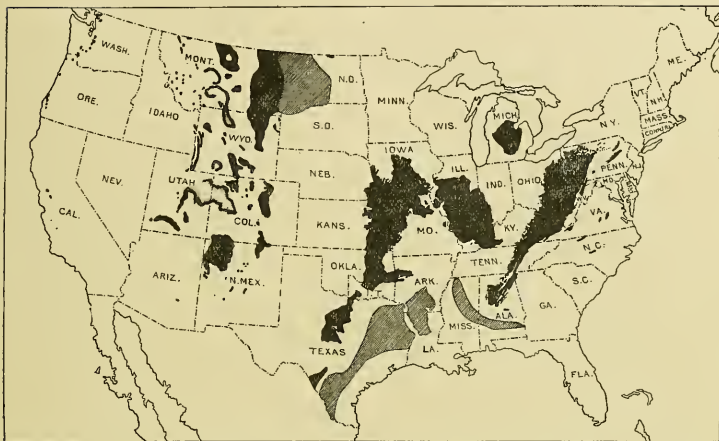 WASH.
MONT.
N.D.
MINN.
ME.
VT.
N.H.
ORE.
IDAHO
S.D.
WIS.
MICH.
N.Y.
MASS.
CONN.
WYO.
IOWA
NEB.
ILL.
IND.
OHIO
PENN.
N.J.
MD.
NEV.
UTAH
COL.
KANS.
MO.
KY.
VA.
CAL.
ARIZ.
N.MEX.
OKLA.
ARK.
TENN.
N.C.
S.C.
TEXAS
LA.
MISS.
ALA.
GA.
FLA.